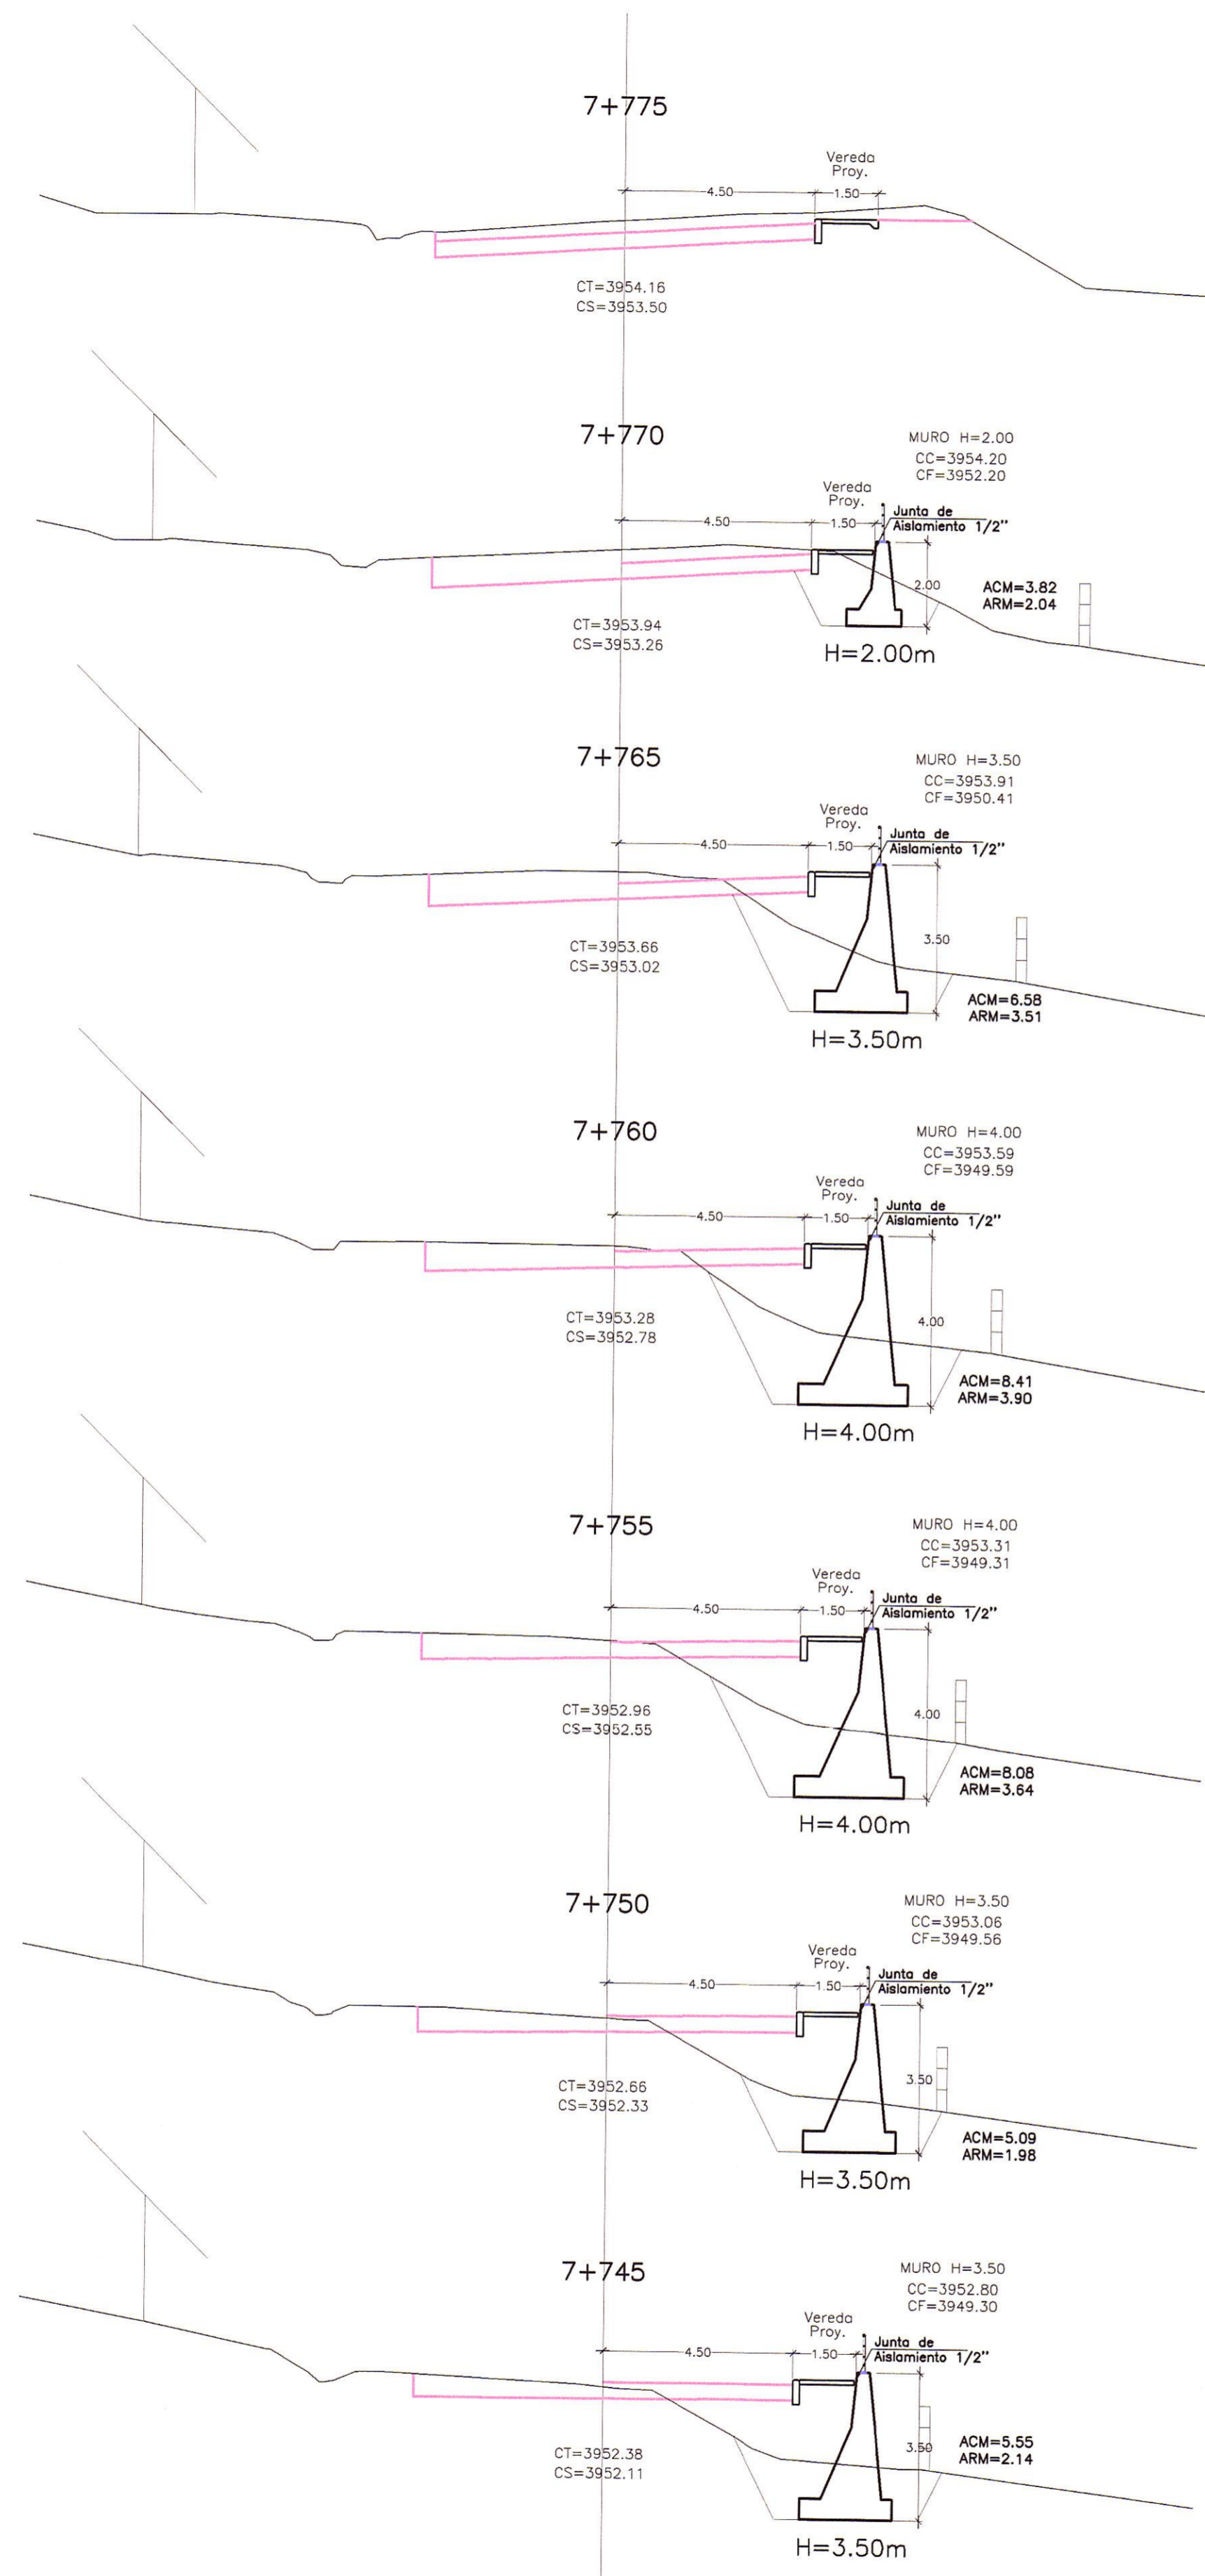 7+775
Vereda
Proy.
4.50
1.50
CT=3954.16
CS=3953.50
7+770
MURO H=2.00
CC=3954.20
CF=3952.20
Vereda
Proy.
Junta de
Aislamiento 1/2"
4.50
1.50
2.00
ACM=3.82
ARM=2.04
CT=3953.94
CS=3953.26
H=2.00m
7+765
MURO H=3.50
CC=3953.91
CF=3950.41
Vereda
Proy.
Junta de
Aislamiento 1/2"
4.50
1.50
3.50
CT=3953.66
CS=3953.02
ACM=6.58
ARM=3.51
H=3.50m
7+760
MURO H=4.00
CC=3953.59
CF=3949.59
Vereda
Proy.
Junta de
Aislamiento 1/2"
4.50
1.50
4.00
CT=3953.28
CS=3952.78
ACM=8.41
ARM=3.90
H=4.00m
7+755
MURO H=4.00
CC=3953.31
CF=3949.31
Vereda
Proy.
Junta de
Aislamiento 1/2"
4.50
1.50
4.00
CT=3952.96
CS=3952.55
ACM=8.08
ARM=3.64
H=4.00m
7+750
MURO H=3.50
CC=3953.06
CF=3949.56
Vereda
Proy.
Junta de
Aislamiento 1/2"
4.50
1.50
3.50
CT=3952.66
CS=3952.33
ACM=5.09
ARM=1.98
H=3.50m
7+745
MURO H=3.50
CC=3952.80
CF=3949.30
Vereda
Proy.
Junta de
Aislamiento 1/2"
4.50
1.50
3.50
ACM=5.55
ARM=2.14
CT=3952.38
CS=3952.11
H=3.50m